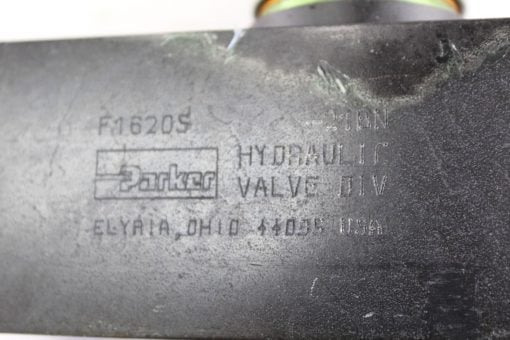 F1620S
Parker
HYDRAULIC
VALVE DIV
ELYRIA, OHIO 44035 USA